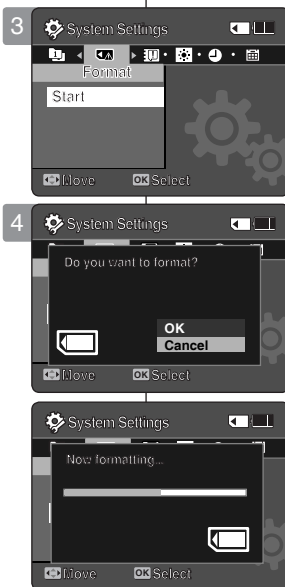 3
System Settings
Format
Start
Move OK Select
4
System Settings
Do you want to format?
OK
Cancel
Move OK Select
System Settings
Now formatting...
Move OK Select